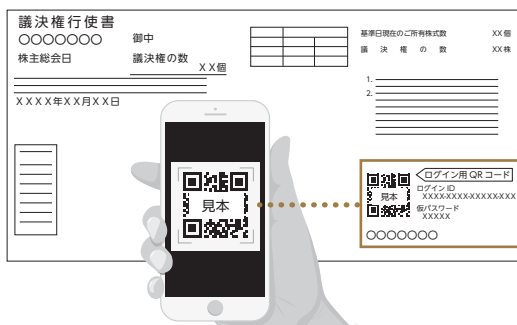 議決権行使書
○○○○○○○ 御中
株主総会日 議決権の数 XX個
XXXX年XX月XX日
基準日現在のご所有株式数 XX個
議決権の数 XX株
1.
2.
見本
見本
ログイン用QRコード
ログインID
XXXX-XXXX-XXXXX-XXX
仮パスワード
XXXXX
○○○○○○○